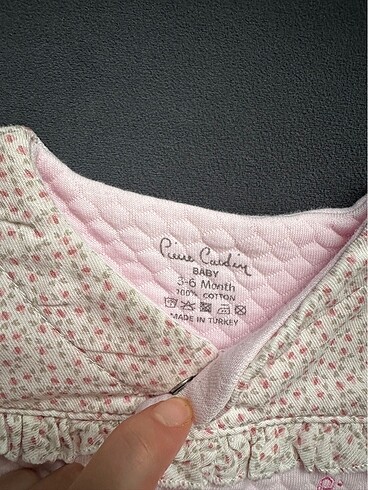 Pierre Cardin
BABY
3-6 Month
100% COTTON
MADE IN TURKEY